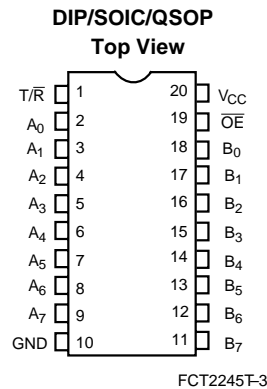 DIP/SOIC/QSOP
Top View
T/R̅ 1 20 VCC
A0 2 19 O̅E̅
A1 3 18 B0
A2 4 17 B1
A3 5 16 B2
A4 6 15 B3
A5 7 14 B4
A6 8 13 B5
A7 9 12 B6
GND 10 11 B7
FCT2245T-3